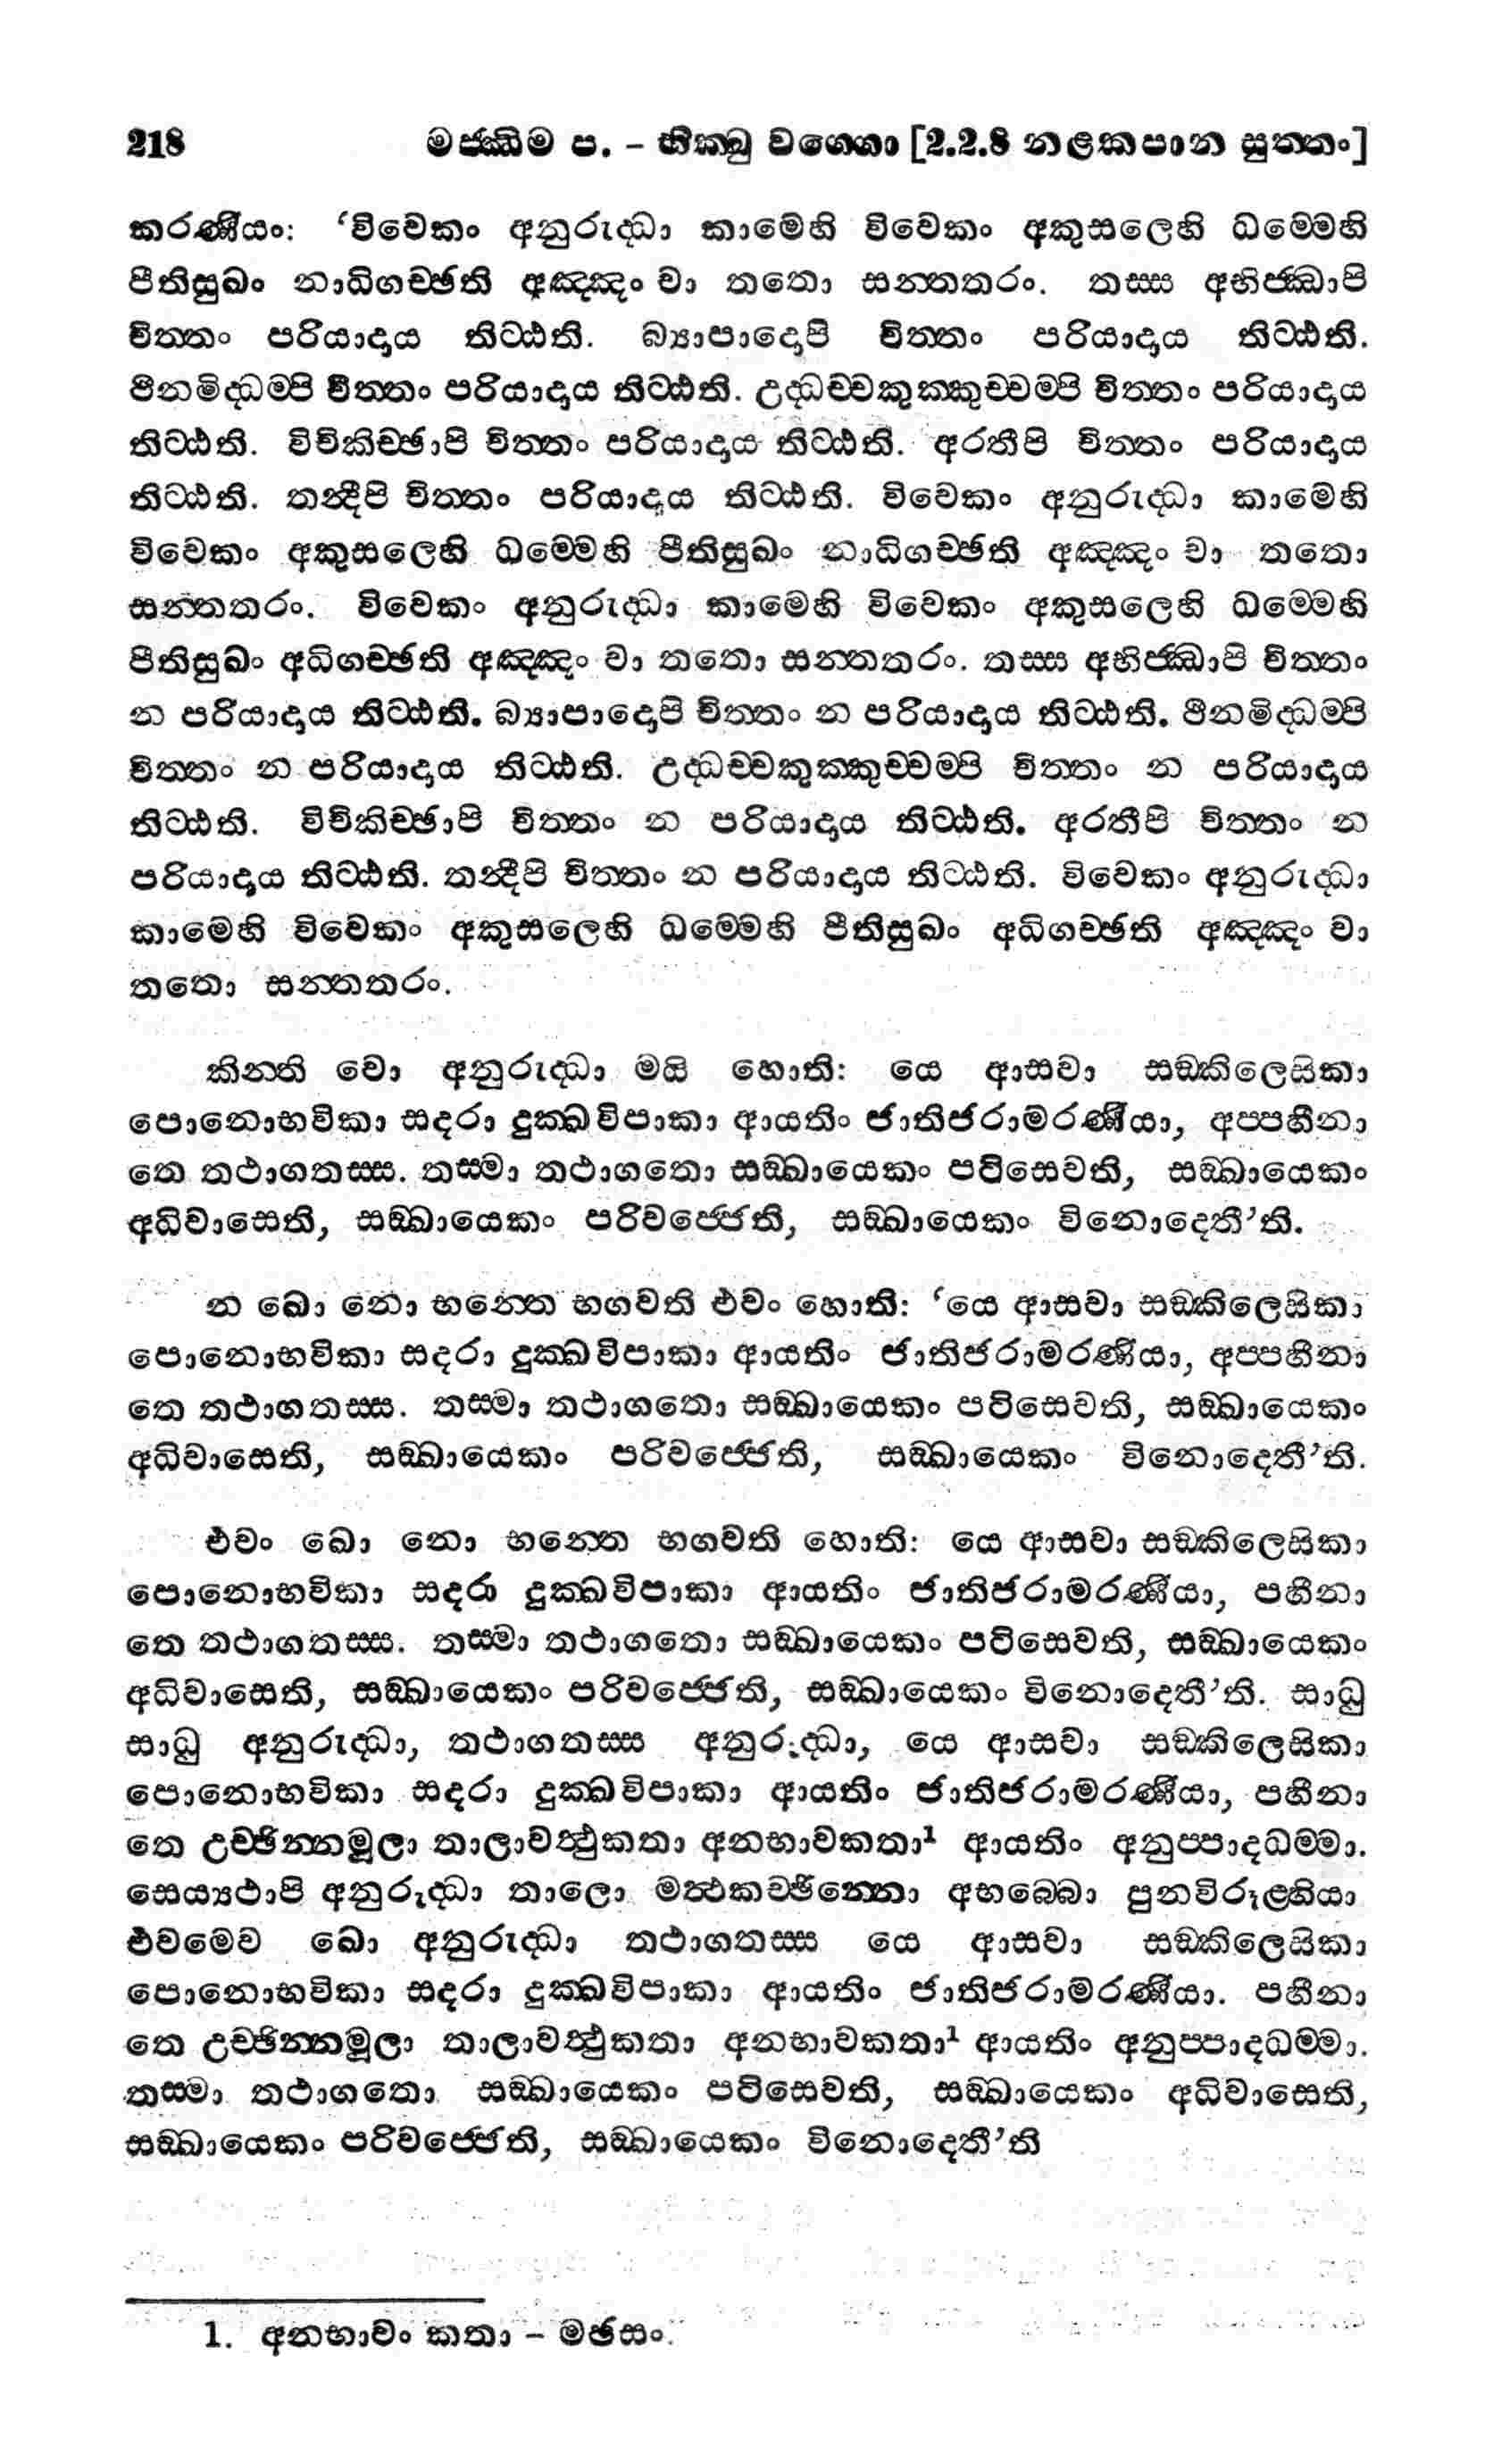 218 මජ්ඣිම ප. – භික්ඛු වග්ගො [2.2.8 නළකපාන සුත්තං]
කරණීයං: ‘විවෙකං අනුරුද්ධා කාමෙහි විවෙකං අකුසලෙහි ධම්මෙහි
පීතිසුඛං නාධිගච්ඡති අඤ්ඤං වා තතො සන්තතරං. තස්ස අභිජ්ඣාපි
චිත්තං පරියාදාය තිට්ඨති. බ්‍යාපාදොපි චිත්තං පරියාදාය තිට්ඨති.
ථීනමිද්ධම්පි චිත්තං පරියාදාය තිට්ඨති. උද්ධච්චකුක්කුච්චම්පි චිත්තං පරියාදාය
තිට්ඨති. විචිකිච්ඡාපි චිත්තං පරියාදාය තිට්ඨති. අරතීපි චිත්තං පරියාදාය
තිට්ඨති. තන්දීපි චිත්තං පරියාදාය තිට්ඨති. විවෙකං අනුරුද්ධා කාමෙහි
විවෙකං අකුසලෙහි ධම්මෙහි පීතිසුඛං නාධිගච්ඡති අඤ්ඤං වා තතො
සන්තතරං. විවෙකං අනුරුද්ධා කාමෙහි විවෙකං අකුසලෙහි ධම්මෙහි
පීතිසුඛං අධිගච්ඡති අඤ්ඤං වා තතො සන්තතරං. තස්ස අභිජ්ඣාපි චිත්තං
න පරියාදාය තිට්ඨති. බ්‍යාපාදොපි චිත්තං න පරියාදාය තිට්ඨති. ථීනමිද්ධම්පි
චිත්තං න පරියාදාය තිට්ඨති. උද්ධච්චකුක්කුච්චම්පි චිත්තං න පරියාදාය
තිට්ඨති. විචිකිච්ඡාපි චිත්තං න පරියාදාය තිට්ඨති. අරතීපි චිත්තං න
පරියාදාය තිට්ඨති. තන්දීපි චිත්තං න පරියාදාය තිට්ඨති. විවෙකං අනුරුද්ධා
කාමෙහි විවෙකං අකුසලෙහි ධම්මෙහි පීතිසුඛං අධිගච්ඡති අඤ්ඤං වා
තතො සන්තතරං.
කින්ති වො අනුරුද්ධා මයි හොති: යෙ ආසවා සඞ්කිලෙසිකා
පොනොභවිකා සදරා දුක්ඛවිපාකා ආයතිං ජාතිජරාමරණීයා, අප්පහීනා
තෙ තථාගතස්ස. තස්මා තථාගතො සඞ්ඛායෙකං පටිසෙවති, සඞ්ඛායෙකං
අධිවාසෙති, සඞ්ඛායෙකං පරිවජ්ජෙති, සඞ්ඛායෙකං විනොදෙතී’ති.
න ඛො නො භන්තෙ භගවති එවං හොති: ‘යෙ ආසවා සඞ්කිලෙසිකා
පොනොභවිකා සදරා දුක්ඛවිපාකා ආයතිං ජාතිජරාමරණීයා, අප්පහීනා
තෙ තථාගතස්ස. තස්මා තථාගතො සඞ්ඛායෙකං පටිසෙවති, සඞ්ඛායෙකං
අධිවාසෙති, සඞ්ඛායෙකං පරිවජ්ජෙති, සඞ්ඛායෙකං විනොදෙතී’ති.
එවං ඛො නො භන්තෙ භගවති හොති: යෙ ආසවා සඞ්කිලෙසිකා
පොනොභවිකා සදරා දුක්ඛවිපාකා ආයතිං ජාතිජරාමරණීයා, පහීනා
තෙ තථාගතස්ස. තස්මා තථාගතො සඞ්ඛායෙකං පටිසෙවති, සඞ්ඛායෙකං
අධිවාසෙති, සඞ්ඛායෙකං පරිවජ්ජෙති, සඞ්ඛායෙකං විනොදෙතී’ති. සාධු
සාධු අනුරුද්ධා, තථාගතස්ස අනුරුද්ධා, යෙ ආසවා සඞ්කිලෙසිකා
පොනොභවිකා සදරා දුක්ඛවිපාකා ආයතිං ජාතිජරාමරණීයා, පහීනා
තෙ උච්ඡින්නමූලා තාලාවත්ථුකතා අනභාවකතා¹ ආයතිං අනුප්පාදධම්මා.
සෙය්‍යථාපි අනුරුද්ධා තාලො මත්ථකච්ඡින්නො අභබ්බො පුනවිරූළ්හියා
එවමෙව ඛො අනුරුද්ධා තථාගතස්ස යෙ ආසවා සඞ්කිලෙසිකා
පොනොභවිකා සදරා දුක්ඛවිපාකා ආයතිං ජාතිජරාමරණීයා. පහීනා
තෙ උච්ඡින්නමූලා තාලාවත්ථුකතා අනභාවකතා¹ ආයතිං අනුප්පාදධම්මා.
තස්මා තථාගතො සඞ්ඛායෙකං පටිසෙවති, සඞ්ඛායෙකං අධිවාසෙති,
සඞ්ඛායෙකං පරිවජ්ජෙති, සඞ්ඛායෙකං විනොදෙතී’ති
1. අනභාවං කතා – මඡසං.